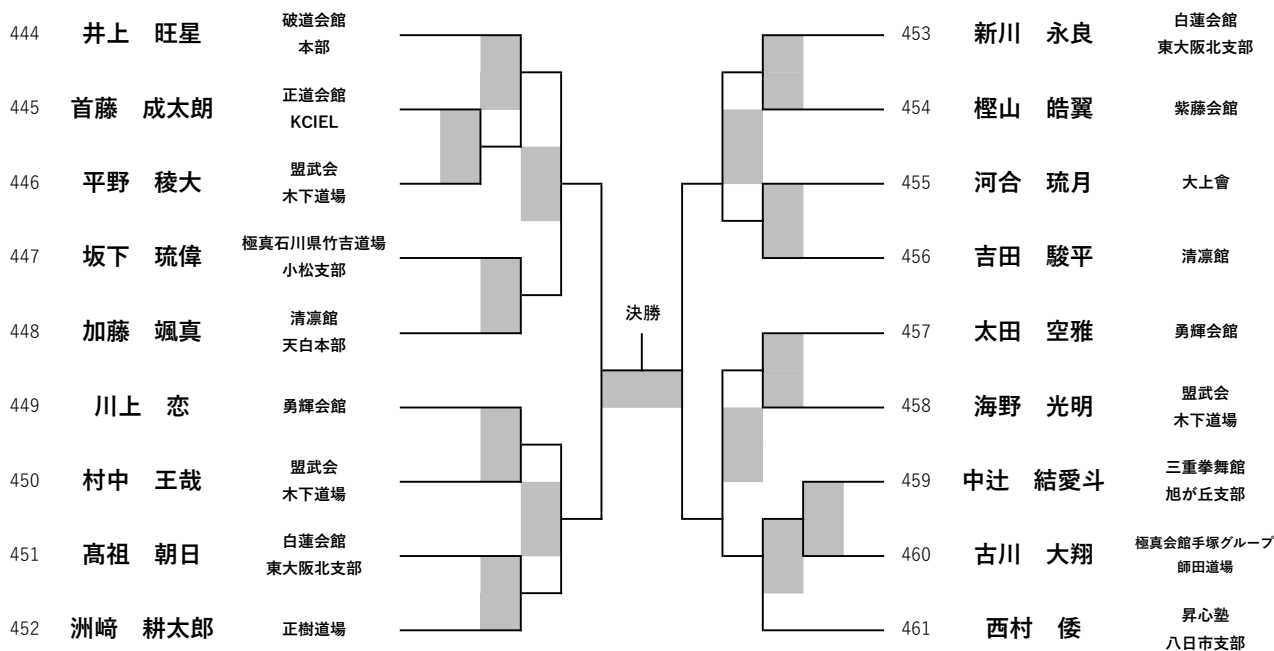 444 井上　旺星 破道会館
本部
445 首藤　成太朗 正道会館
KCIEL
446 平野　稜大 盟武会
木下道場
447 坂下　琉偉 極真石川県竹吉道場
小松支部
448 加藤　颯真 清凛館
天白本部
449 川上　恋 勇輝会館
450 村中　王哉 盟武会
木下道場
451 髙祖　朝日 白蓮会館
東大阪北支部
452 洲﨑　耕太郎 正樹道場
決勝
453 新川　永良 白蓮会館
東大阪北支部
454 樫山　皓翼 紫藤会館
455 河合　琉月 大上會
456 吉田　駿平 清凛館
457 太田　空雅 勇輝会館
458 海野　光明 盟武会
木下道場
459 中辻　結愛斗 三重拳舞館
旭が丘支部
460 古川　大翔 極真会館手塚グループ
師田道場
461 西村　倭 昇心塾
八日市支部